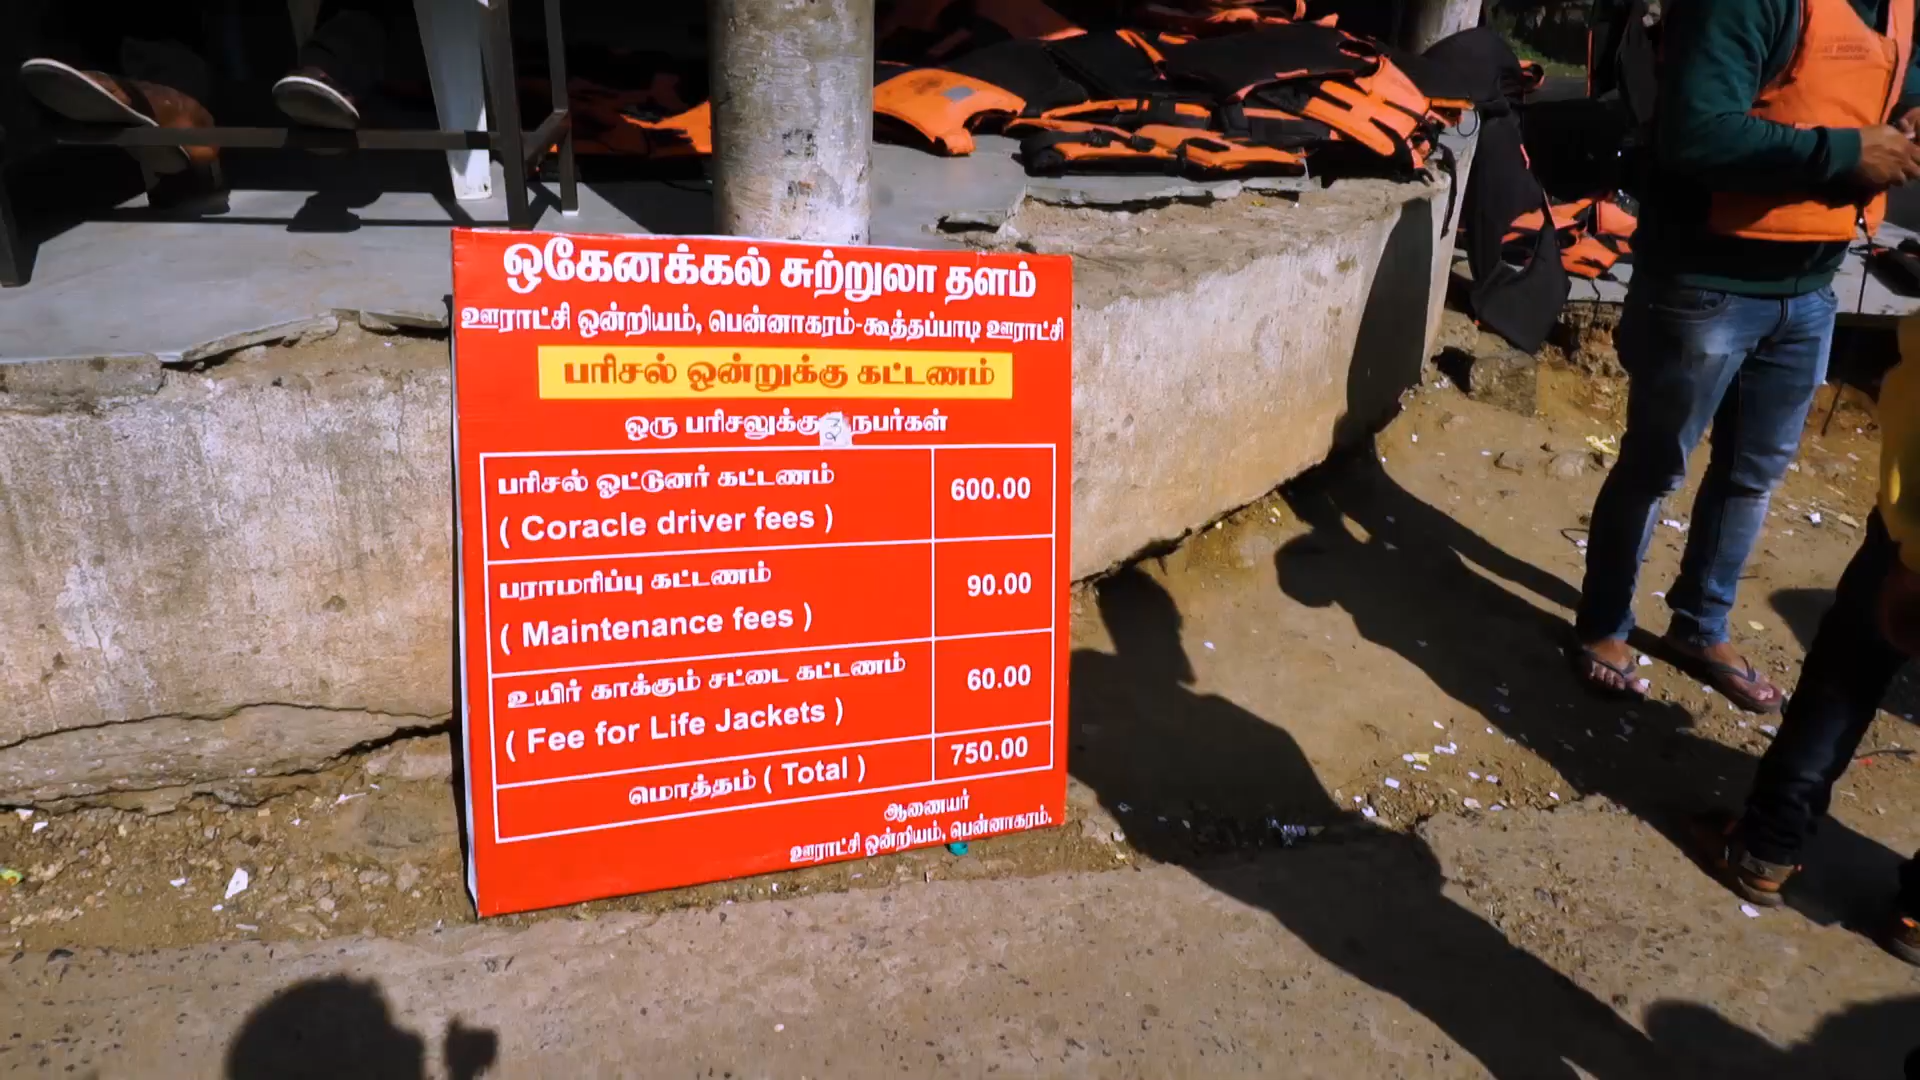 ஒகேனக்கல் சுற்றுலா தளம்
ஊராட்சி ஒன்றியம், பென்னாகரம்-கூத்தப்பாடி ஊராட்சி
பரிசல் ஒன்றுக்கு கட்டணம்
ஒரு பரிசலுக்கு 3 நபர்கள்
பரிசல் ஓட்டுனர் கட்டணம்
( Coracle driver fees )
600.00
பராமரிப்பு கட்டணம்
( Maintenance fees )
90.00
உயிர் காக்கும் சட்டை கட்டணம்
( Fee for Life Jackets )
60.00
மொத்தம் ( Total )
750.00
ஆணையர்
ஊராட்சி ஒன்றியம், பென்னாகரம்.